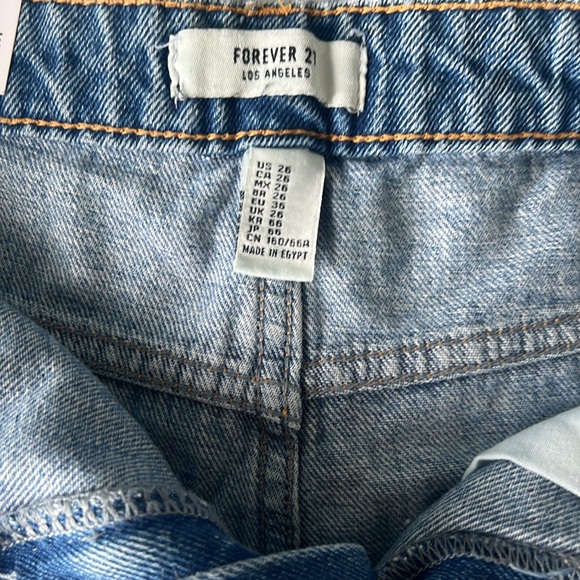 FOREVER 21
LOS ANGELES
US 26
CA 26
MX 26
BR 26
EU 36
UK 26
KR 66
JP 66
CN 160/66A
MADE IN EGYPT